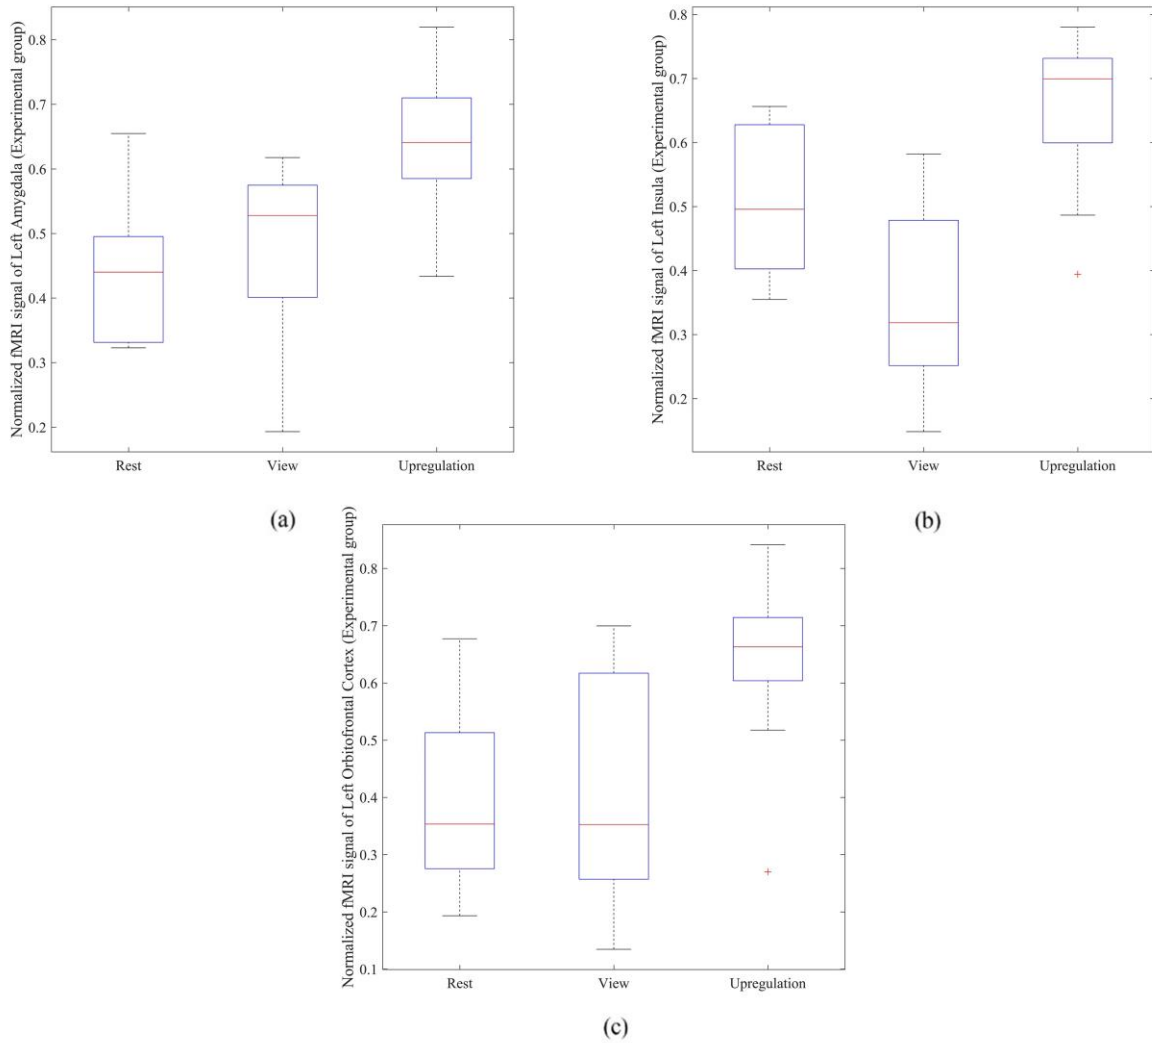 Normalized fMRI signal of Left Amygdala (Experimental group)
0.8
0.7
0.6
0.5
0.4
0.3
0.2
Rest View Upregulation
(a)
Normalized fMRI signal of Left Insula (Experimental group)
0.8
0.7
0.6
0.5
0.4
0.3
0.2
Rest View Upregulation
(b)
Normalized fMRI signal of Left Orbitofrontal Cortex (Experimental group)
0.8
0.7
0.6
0.5
0.4
0.3
0.2
0.1
Rest View Upregulation
(c)